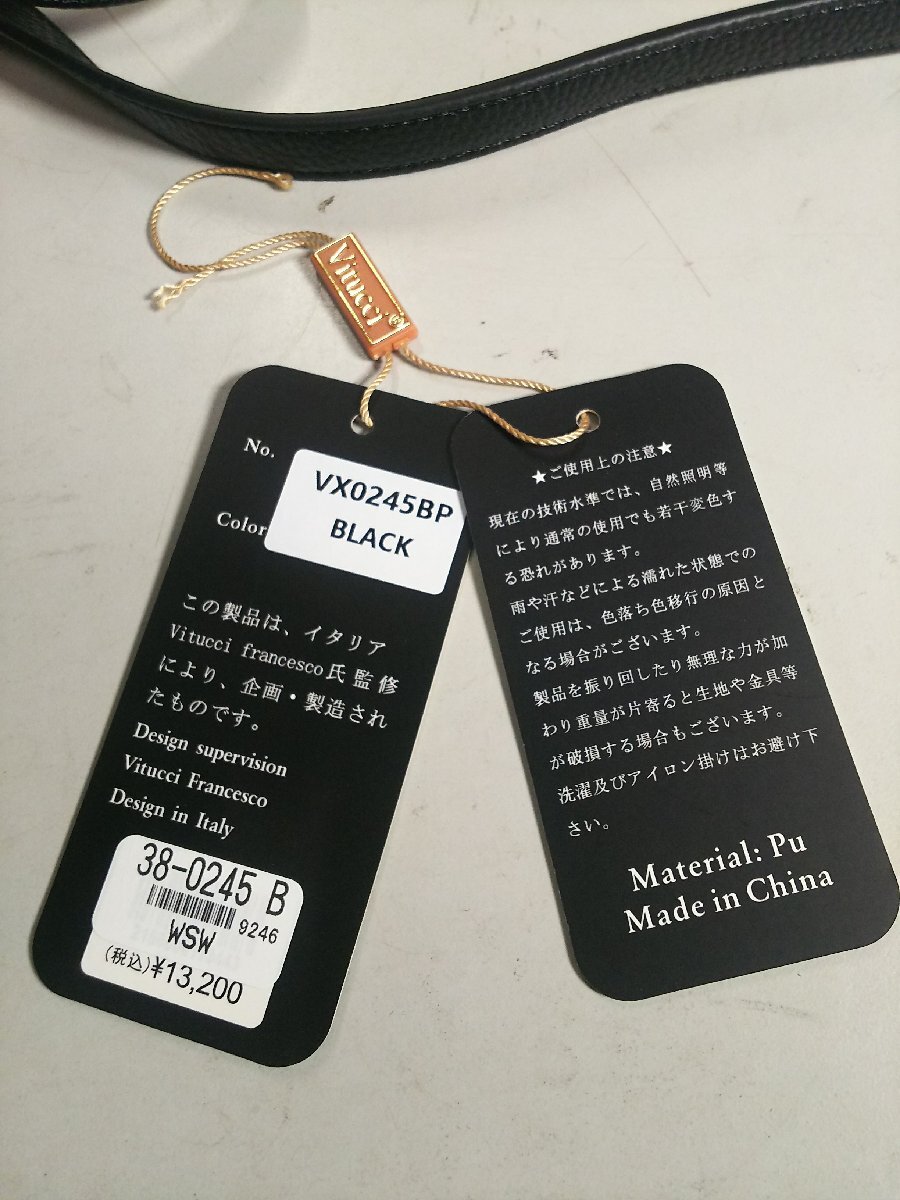 Vitucci®
No.
VX0245BP
Color
BLACK
この製品は、イタリア
Vitucci francesco氏監修
により、企画・製造され
たものです。
Design supervision
Vitucci Francesco
Design in Italy
38-0245 B
9246
WSW
(税込)¥13,200
★ご使用上の注意★
現在の技術水準では、自然照明等
により通常の使用でも若干変色す
る恐れがあります。
雨や汗などによる濡れた状態での
ご使用は、色落ち色移行の原因と
なる場合がございます。
製品を振り回したり無理な力が加
わり重量が片寄ると生地や金具等
が破損する場合もございます。
洗濯及びアイロン掛けはお避け下
さい。
Material: Pu
Made in China